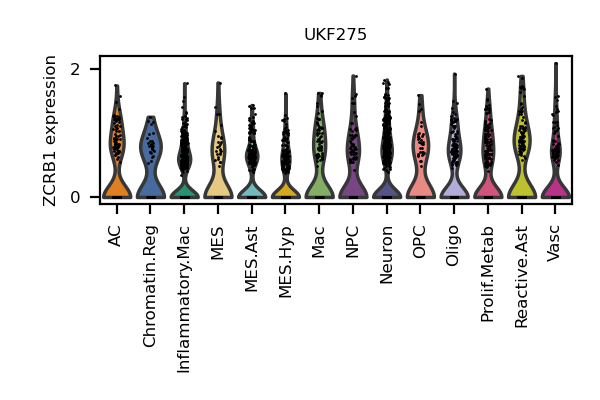 UKF275
ZCRB1 expression
2
0
AC
Chromatin.Reg
Inflammatory.Mac
MES
MES.Ast
MES.Hyp
Mac
NPC
Neuron
OPC
Oligo
Prolif.Metab
Reactive.Ast
Vasc